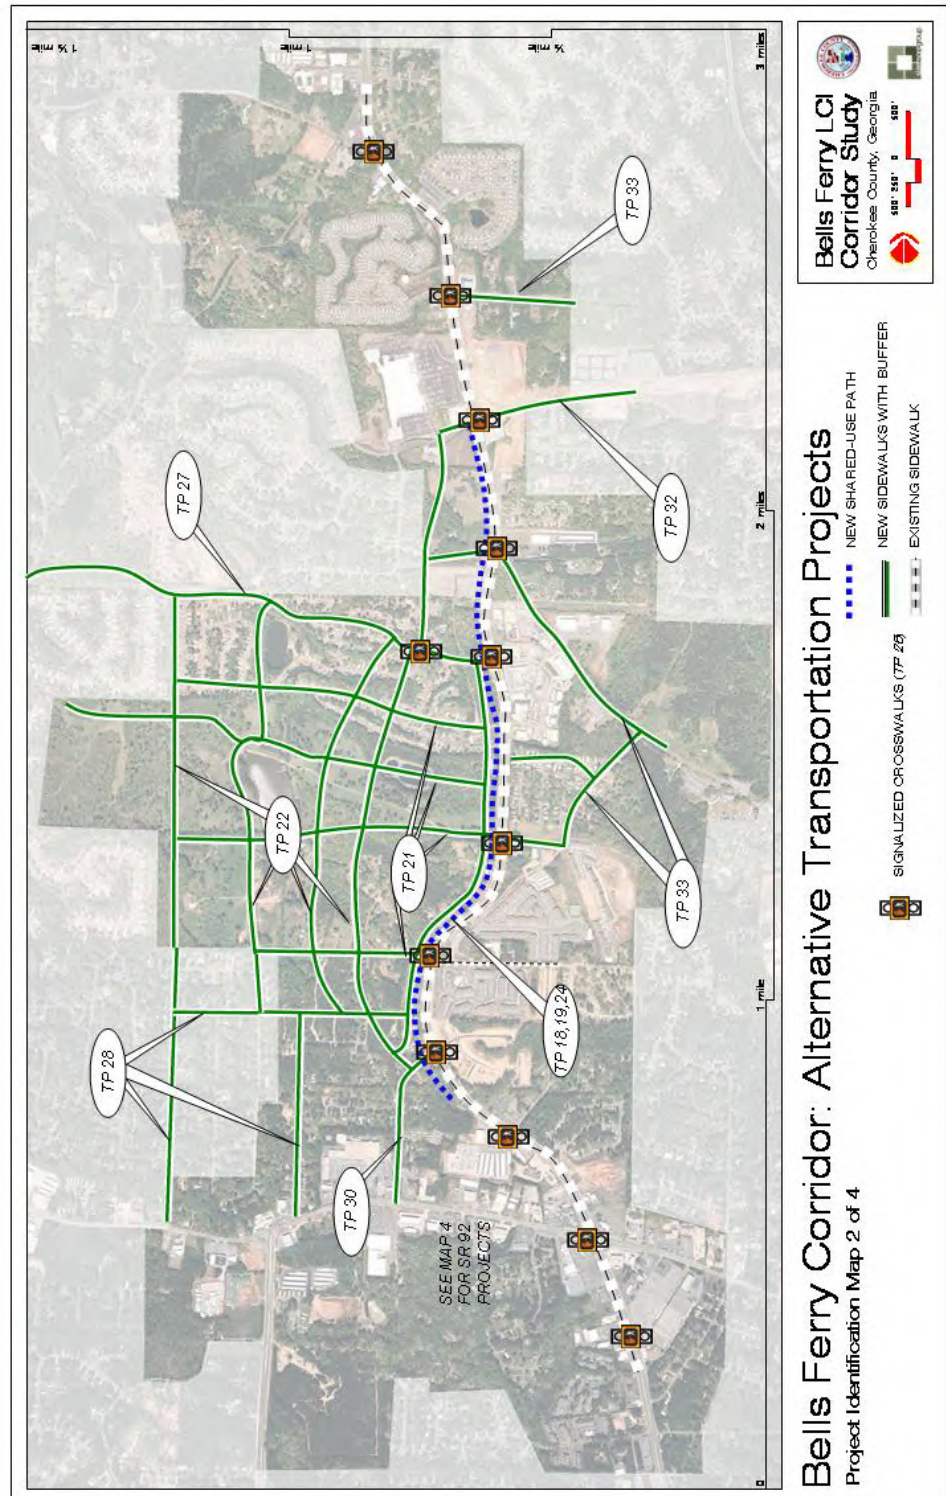 1 ½ mile
1 mile
½ mile
3 miles
2 miles
1 mile
0
TP 33
TP 27
TP 32
TP 22
TP 21
TP 33
TP 28
TP 18,19,24
TP 30
SEE MAP 4
FOR SR 92
PROJECTS
Bells Ferry Corridor: Alternative Transportation Projects
Project Identification Map 2 of 4
NEW SHARED-USE PATH
NEW SIDEWALKS WITH BUFFER
EXISTING SIDEWALK
SIGNALIZED CROSSWALKS (TP 26)
Bells Ferry LCI
Corridor Study
Cherokee County, Georgia
500' 250' 0 500'